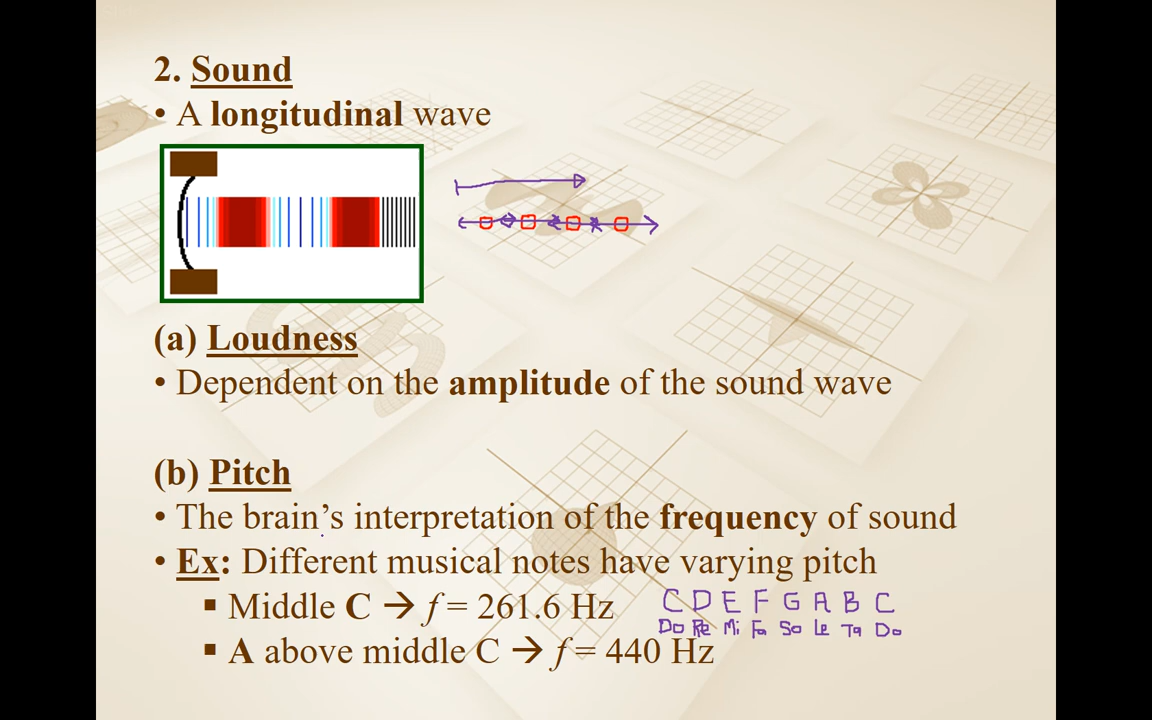 2. Sound
• A longitudinal wave
(a) Loudness
• Dependent on the amplitude of the sound wave
(b) Pitch
• The brain’s interpretation of the frequency of sound
• Ex: Different musical notes have varying pitch
▪ Middle C → f = 261.6 Hz
C D E F G A B C
Do Re Mi Fa So Le Ta Do
▪ A above middle C → f = 440 Hz